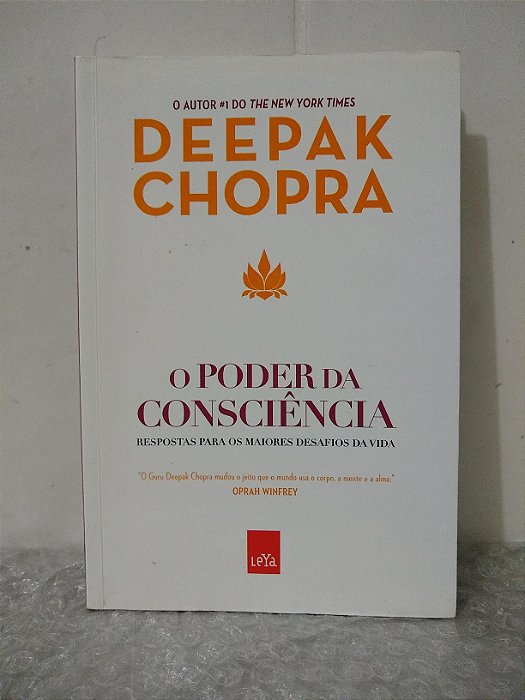 O AUTOR #1 DO THE NEW YORK TIMES
DEEPAK
CHOPRA
O PODER DA
CONSCIÊNCIA
RESPOSTAS PARA OS MAIORES DESAFIOS DA VIDA
"O Guru Deepak Chopra mudou o jeito que o mundo usa o corpo, a mente e a alma."
OPRAH WINFREY
LeYa